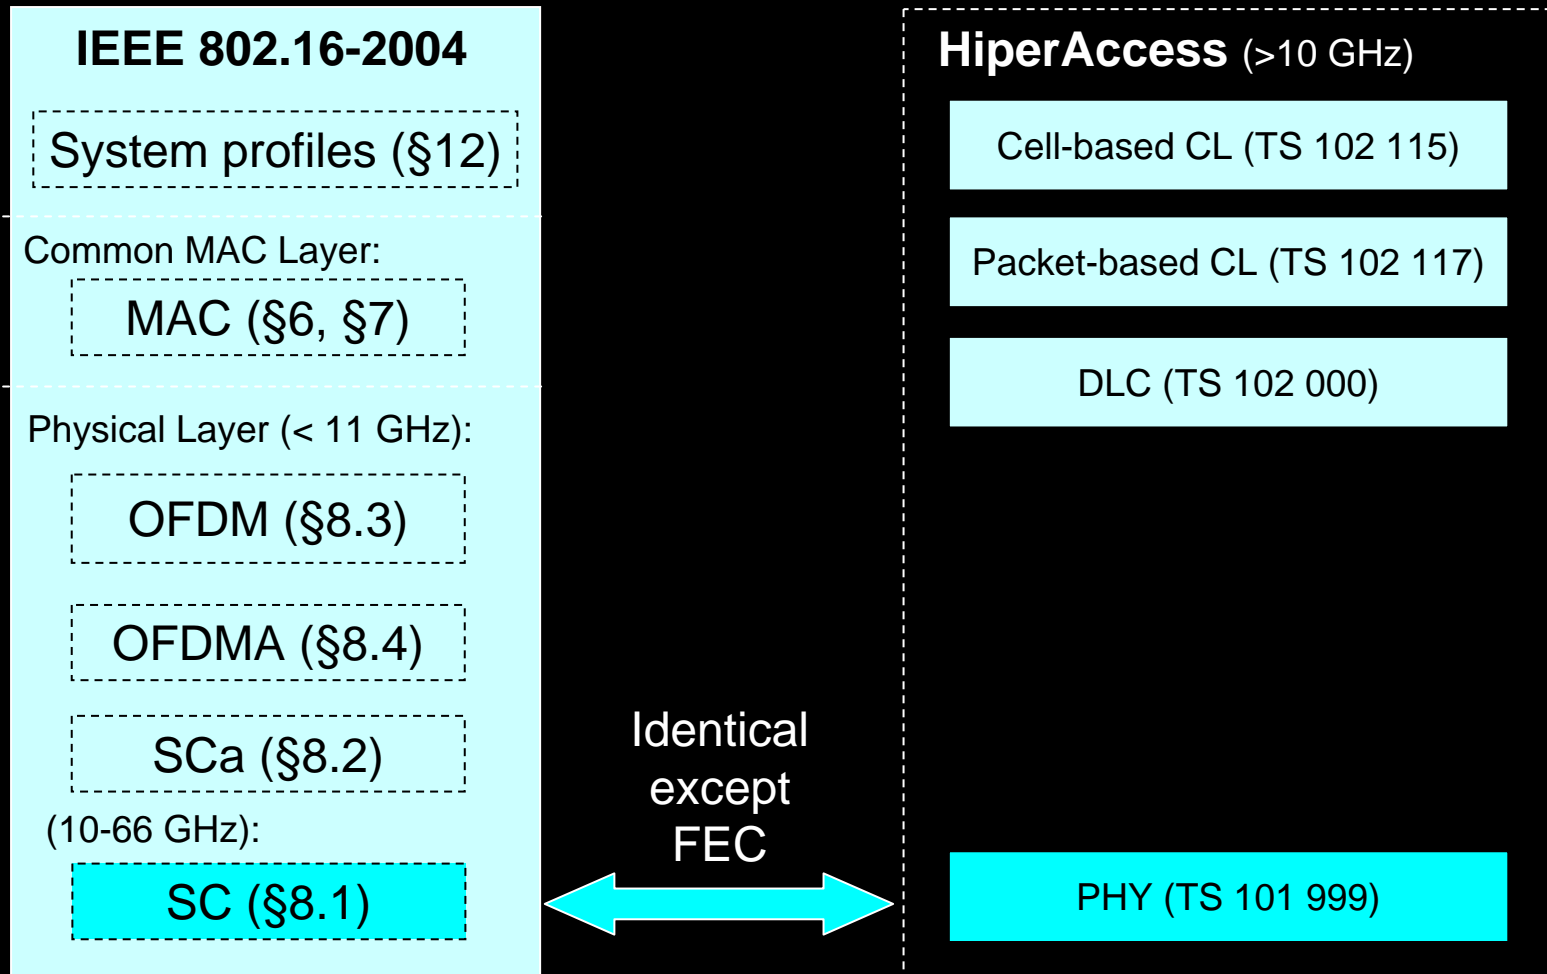 IEEE 802.16-2004
System profiles (§12)
Common MAC Layer:
MAC (§6, §7)
Physical Layer (< 11 GHz):
OFDM (§8.3)
OFDMA (§8.4)
SCa (§8.2)
(10-66 GHz):
SC (§8.1)
Identical
except
FEC
HiperAccess (>10 GHz)
Cell-based CL (TS 102 115)
Packet-based CL (TS 102 117)
DLC (TS 102 000)
PHY (TS 101 999)